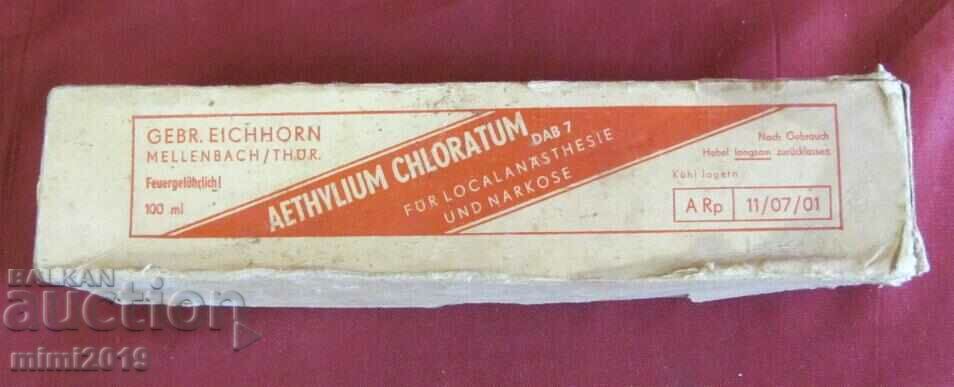 GEBR. EICHHORN
MELLENBACH/THÜR.
Feuergefährlich!
100 ml
AETHYLIUM CHLORATUM DAB 7
FÜR LOCALANÄSTHESIE
UND NARKOSE
Nach Gebrauch
Hebel langsam zurücklassen
Kühl lagern
A Rp 11/07/01
BALKAN
auction
mimi2019